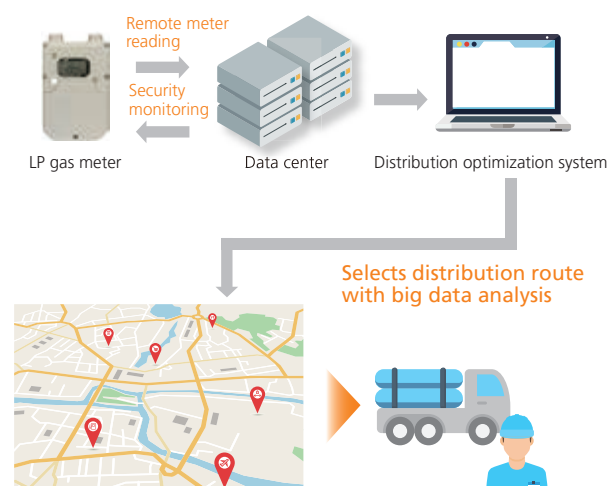 Remote meter
reading
Security
monitoring
LP gas meter
Data center
Distribution optimization system
Selects distribution route
with big data analysis